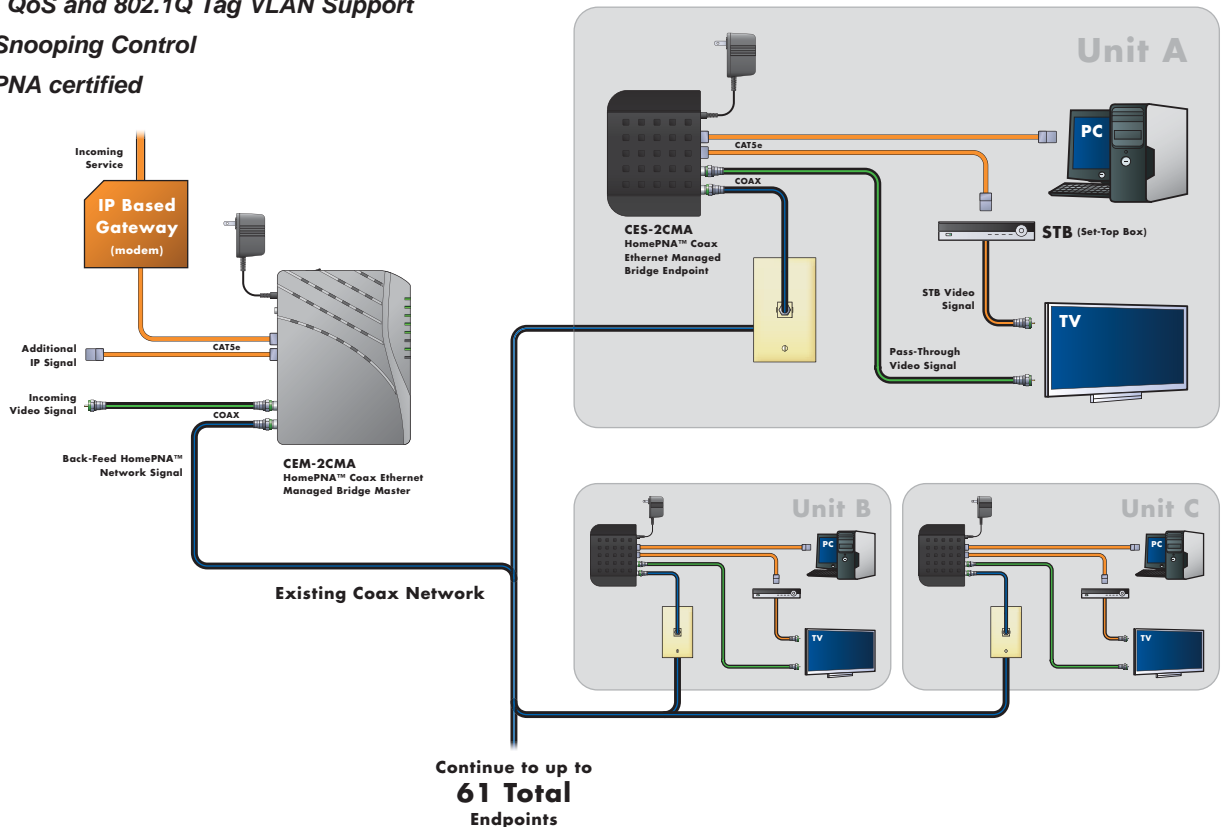 QoS and 802.1Q Tag VLAN Support
Snooping Control
PNA certified
Incoming
Service
IP Based
Gateway
(modem)
Additional
IP Signal
CAT5e
Incoming
Video Signal
COAX
Back-Feed HomePNA™
Network Signal
CEM-2CMA
HomePNA™ Coax Ethernet
Managed Bridge Master
Existing Coax Network
Continue to up to
61 Total
Endpoints
Unit A
CAT5e
COAX
CES-2CMA
HomePNA™ Coax
Ethernet Managed
Bridge Endpoint
PC
STB (Set-Top Box)
STB Video
Signal
TV
Pass-Through
Video Signal
Unit B
PC
TV
Unit C
PC
TV